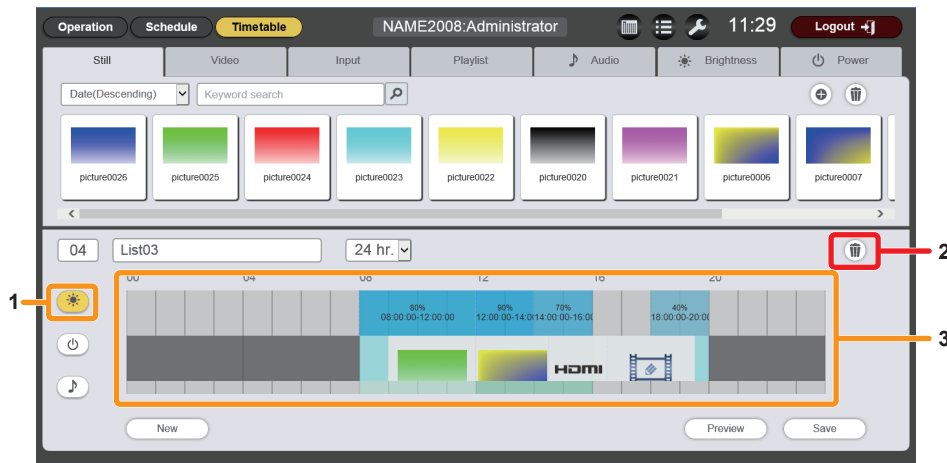 Operation Schedule Timetable NAME2008:Administrator 11:29 Logout
Still Video Input Playlist Audio Brightness Power
Date(Descending) Keyword search
picture0026 picture0025 picture0024 picture0023 picture0022 picture0020 picture0021 picture0006 picture0007
04 List03 24 hr. 2
00 04 08 12 16 20
1
80% 90% 70% 40%
08:00:00-12:00:00 12:00:00-14:0 14:00:00-16:00 18:00:00-20:0
3
HDMI
New Preview Save